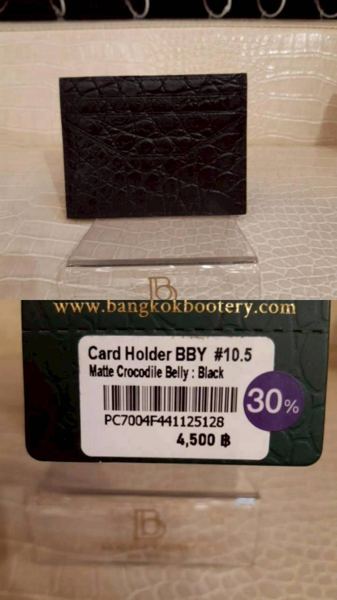 B
www.bangkokbootery.com
Card Holder BBY #10.5
Matte Crocodile Belly : Black
30%
PC7004F441125128
4,500 ฿
B